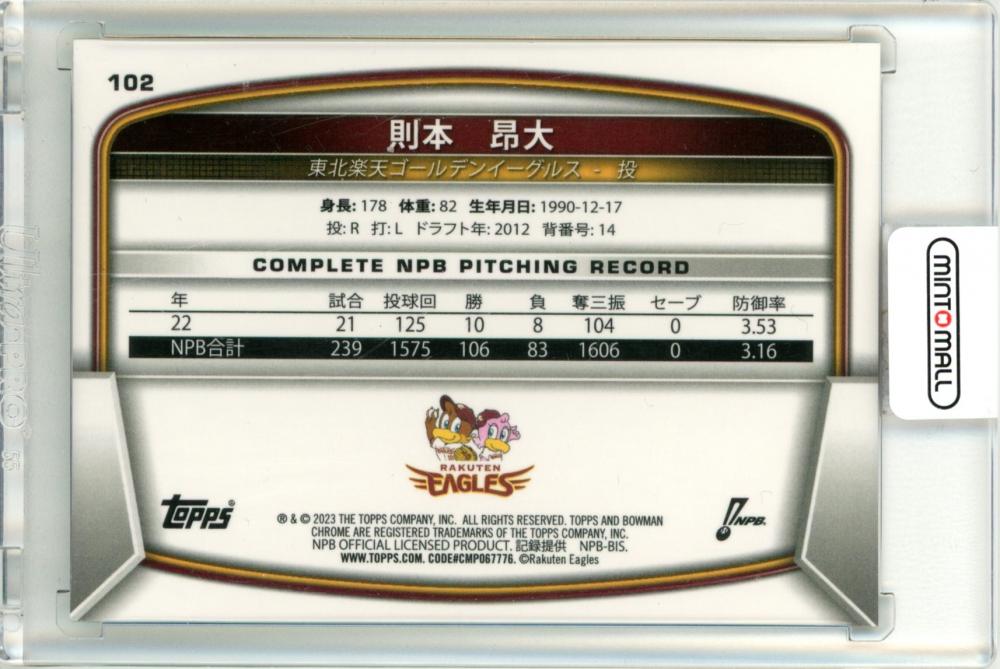 102
則本 昂大
東北楽天ゴールデンイーグルス - 投
身長: 178 体重: 82 生年月日: 1990-12-17
投: R 打: L ドラフト年: 2012 背番号: 14
COMPLETE NPB PITCHING RECORD
年 試合 投球回 勝 負 奪三振 セーブ 防御率
22 21 125 10 8 104 0 3.53
NPB合計 239 1575 106 83 1606 0 3.16
RAKUTEN
EAGLES
Topps
® & © 2023 THE TOPPS COMPANY, INC. ALL RIGHTS RESERVED. TOPPS AND BOWMAN
CHROME ARE REGISTERED TRADEMARKS OF THE TOPPS COMPANY, INC.
NPB OFFICIAL LICENSED PRODUCT. 記録提供 NPB-BIS.
WWW.TOPPS.COM. CODE#CMP067776. ©Rakuten Eagles
NPB.
MINT MALL